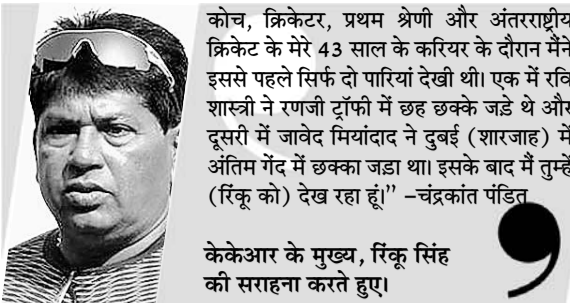 कोच, क्रिकेटर, प्रथम श्रेणी और अंतरराष्ट्रीय
क्रिकेट के मेरे 43 साल के करियर के दौरान मैंने
इससे पहले सिर्फ दो पारियां देखी थी। एक में रवि
शास्त्री ने रणजी ट्रॉफी में छह छक्के जड़े थे और
दूसरी में जावेद मियांदाद ने दुबई (शारजाह) में
अंतिम गेंद में छक्का जड़ा था। इसके बाद मैं तुम्हें
(रिंकू को) देख रहा हूं।” –चंद्रकांत पंडित
केकेआर के मुख्य, रिंकू सिंह
की सराहना करते हुए।